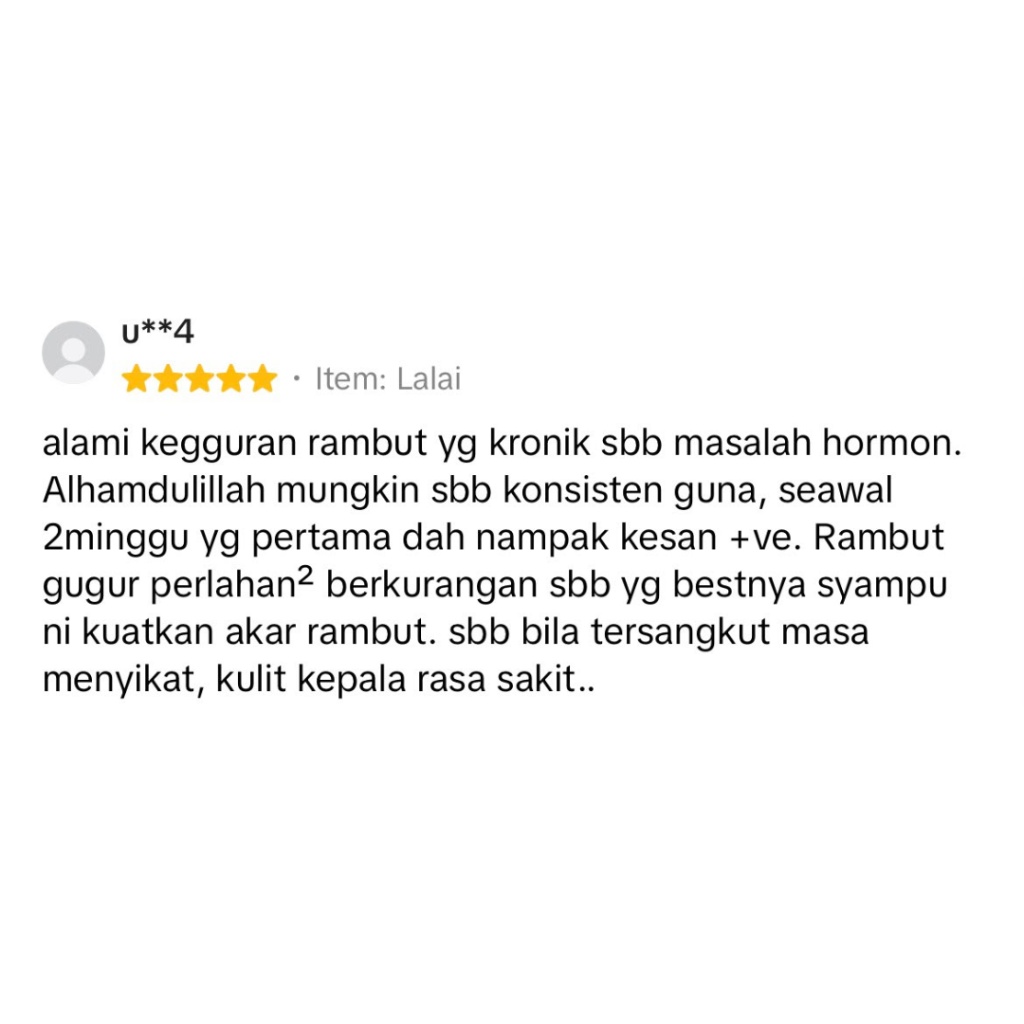 u**4
· Item: Lalai
alami kegguran rambut yg kronik sbb masalah hormon.
Alhamdulillah mungkin sbb konsisten guna, seawal
2minggu yg pertama dah nampak kesan +ve. Rambut
gugur perlahan² berkurangan sbb yg bestnya syampu
ni kuatkan akar rambut. sbb bila tersangkut masa
menyikat, kulit kepala rasa sakit..